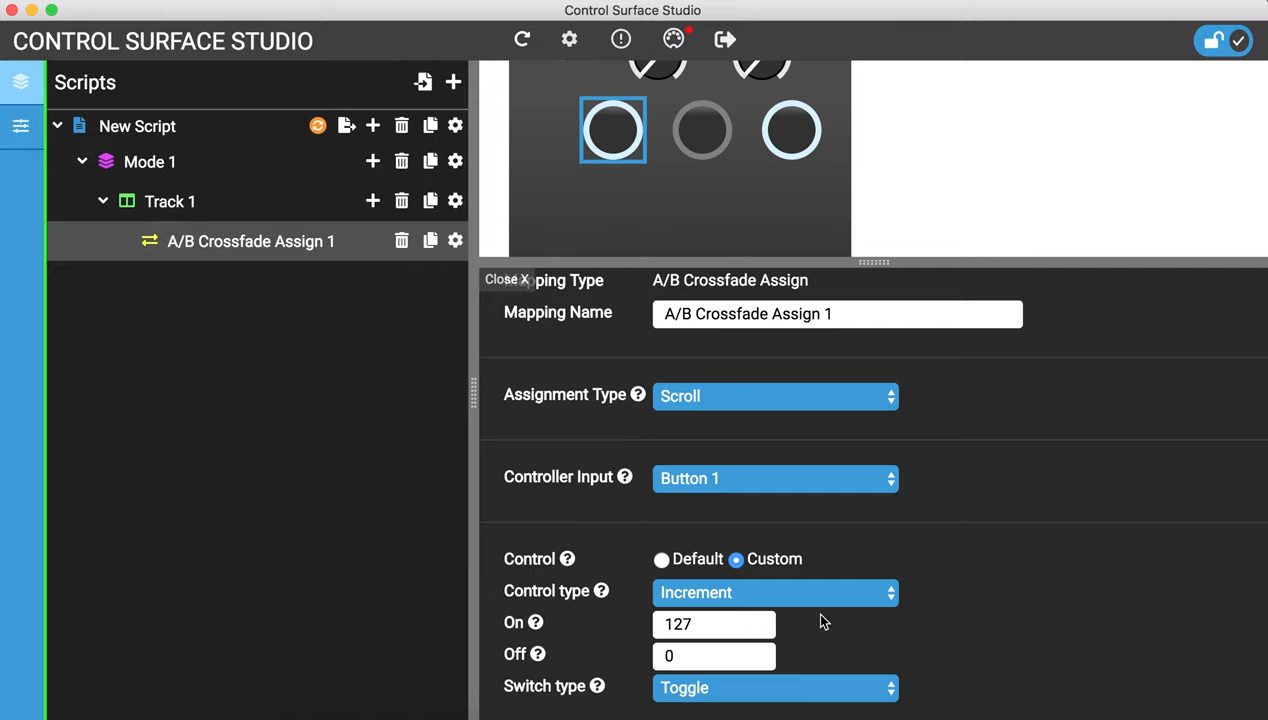 Control Surface Studio
CONTROL SURFACE STUDIO
Scripts
New Script
Mode 1
Track 1
A/B Crossfade Assign 1
Close X
pping Type A/B Crossfade Assign
Mapping Name A/B Crossfade Assign 1
Assignment Type Scroll
Controller Input Button 1
Control Default Custom
Control type Increment
On 127
Off 0
Switch type Toggle